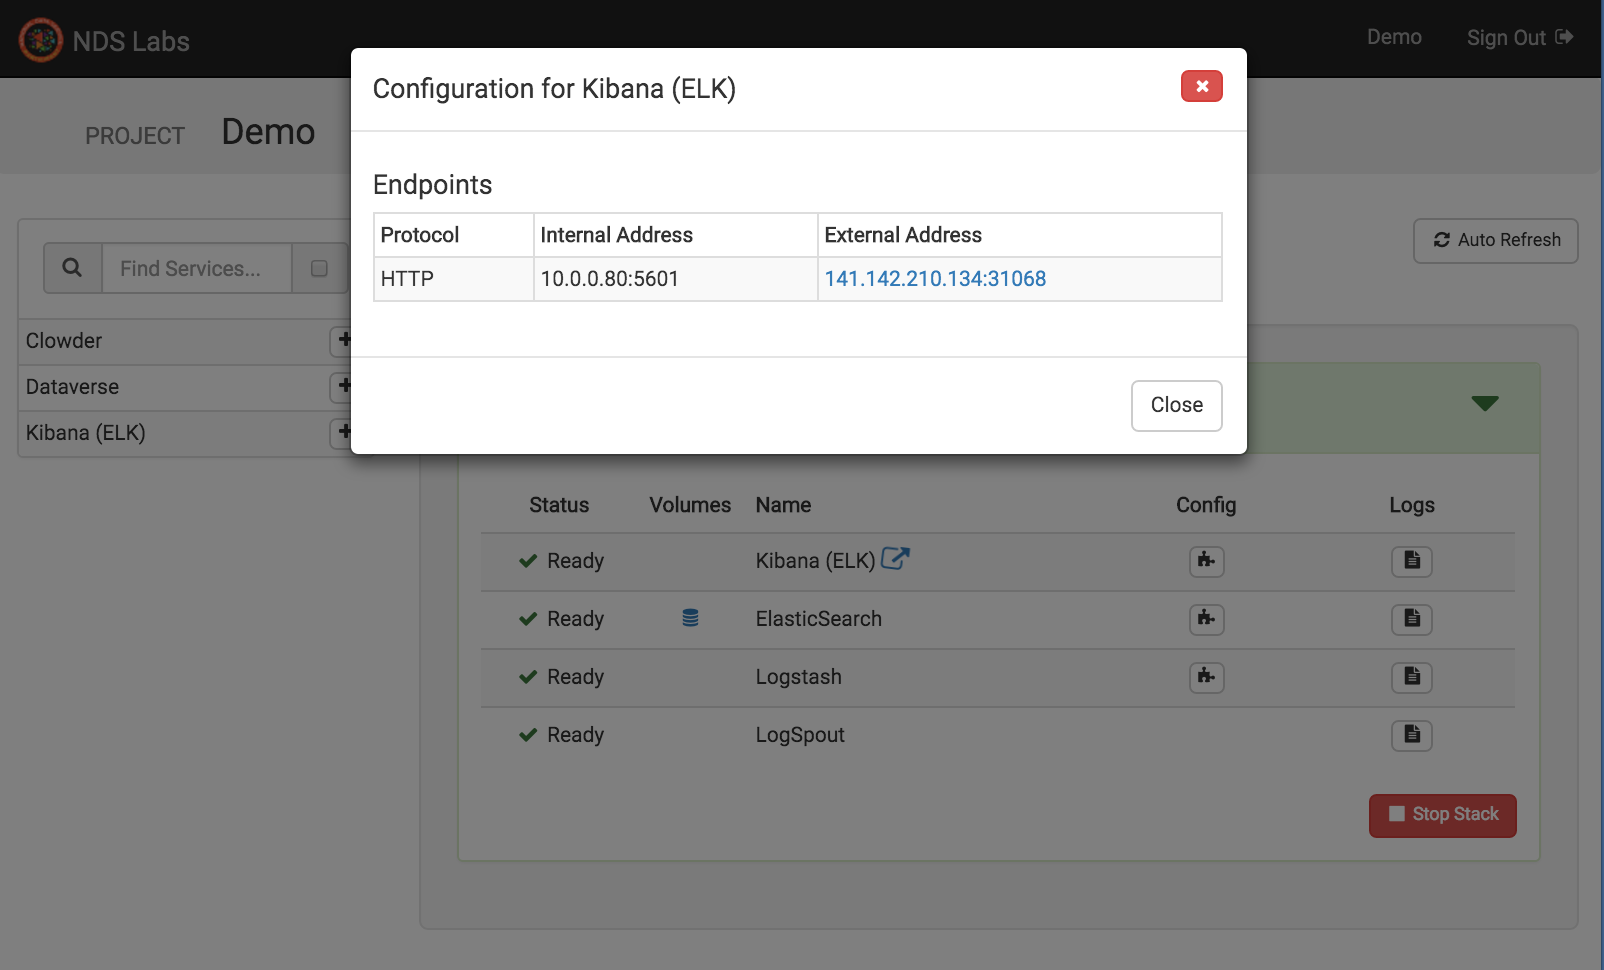 NDS Labs
Demo
Sign Out
PROJECT Demo
Configuration for Kibana (ELK)
Endpoints
Protocol Internal Address External Address
HTTP 10.0.0.80:5601 141.142.210.134:31068
Close
Find Services...
Clowder
Dataverse
Kibana (ELK)
Auto Refresh
Status Volumes Name Config Logs
Ready Kibana (ELK)
Ready ElasticSearch
Ready Logstash
Ready LogSpout
Stop Stack